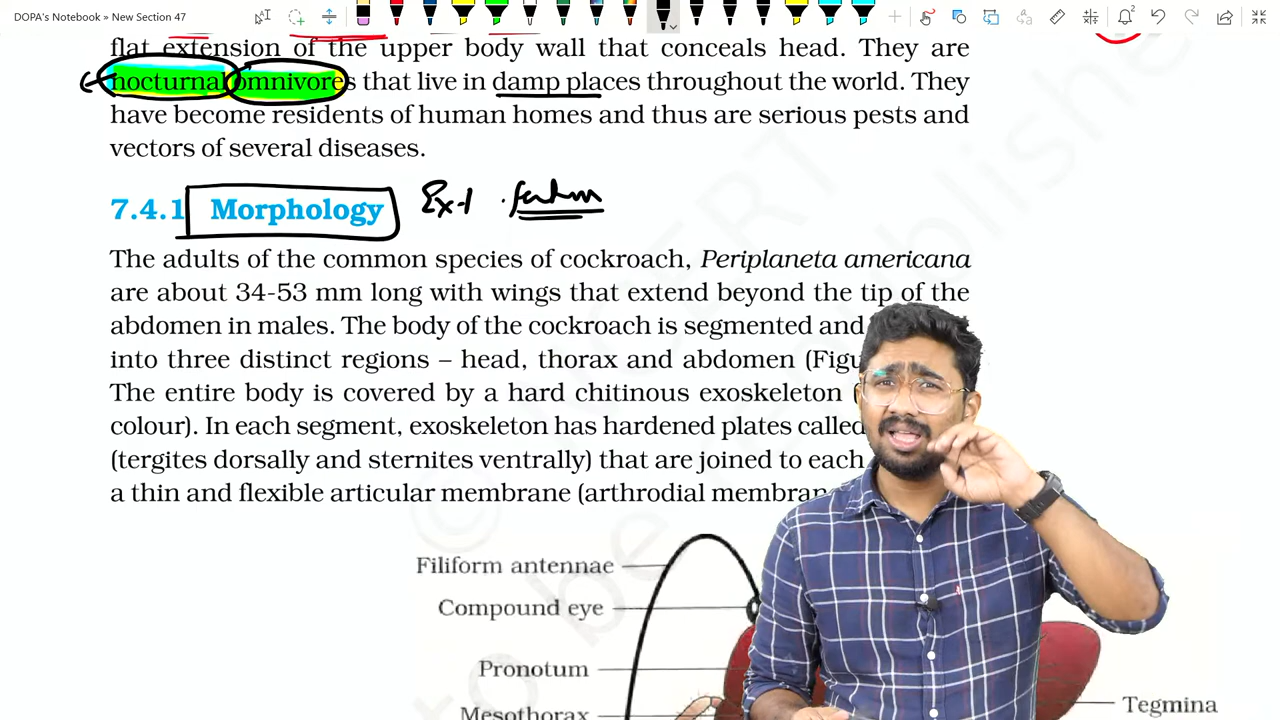 DOPA's Notebook » New Section 47
flat extension of the upper body wall that conceals head. They are
nocturnal omnivores that live in damp places throughout the world. They
have become residents of human homes and thus are serious pests and
vectors of several diseases.
7.4.1 Morphology
The adults of the common species of cockroach, Periplaneta americana
are about 34-53 mm long with wings that extend beyond the tip of the
abdomen in males. The body of the cockroach is segmented and
into three distinct regions – head, thorax and abdomen (Figu
The entire body is covered by a hard chitinous exoskeleton (
colour). In each segment, exoskeleton has hardened plates called
(tergites dorsally and sternites ventrally) that are joined to each
a thin and flexible articular membrane (arthrodial membran
Filiform antennae
Compound eye
Pronotum
Mesothorax
Tegmina